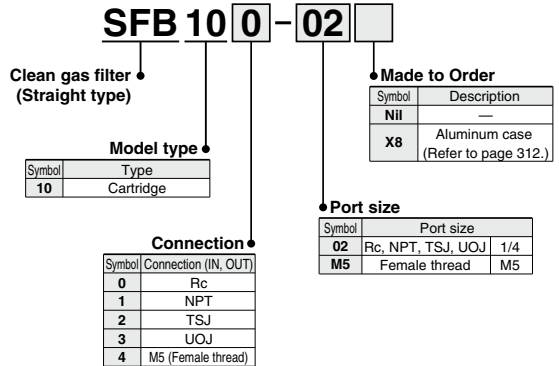 SFB 10 0 - 02
Clean gas filter
(Straight type)
Model type
Symbol Type
10 Cartridge
Connection
Symbol Connection (IN, OUT)
0 Rc
1 NPT
2 TSJ
3 UOJ
4 M5 (Female thread)
Made to Order
Symbol Description
Nil —
X8 Aluminum case
(Refer to page 312.)
Port size
Symbol Port size
02 Rc, NPT, TSJ, UOJ 1/4
M5 Female thread M5